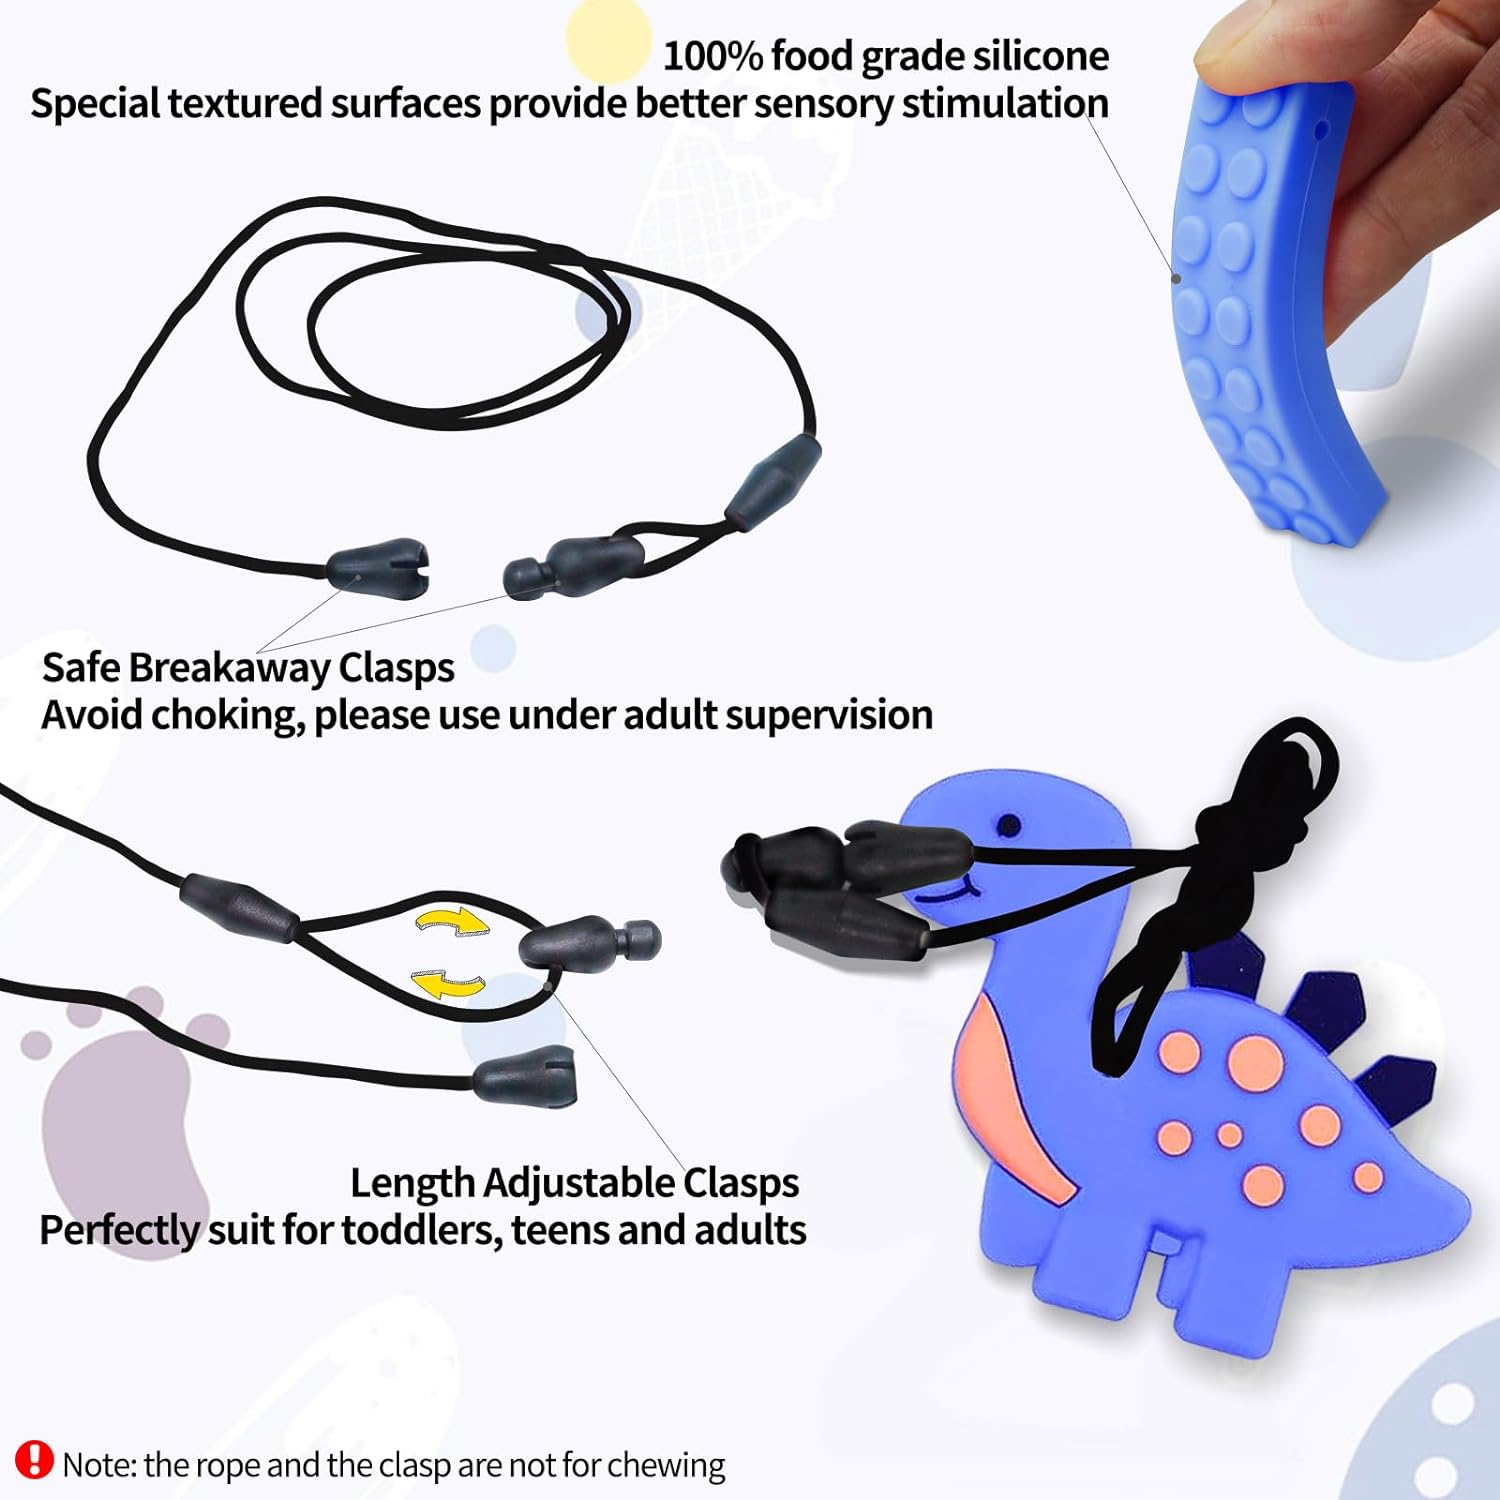 100% food grade silicone
Special textured surfaces provide better sensory stimulation
Safe Breakaway Clasps
Avoid choking, please use under adult supervision
Length Adjustable Clasps
Perfectly suit for toddlers, teens and adults
Note: the rope and the clasp are not for chewing